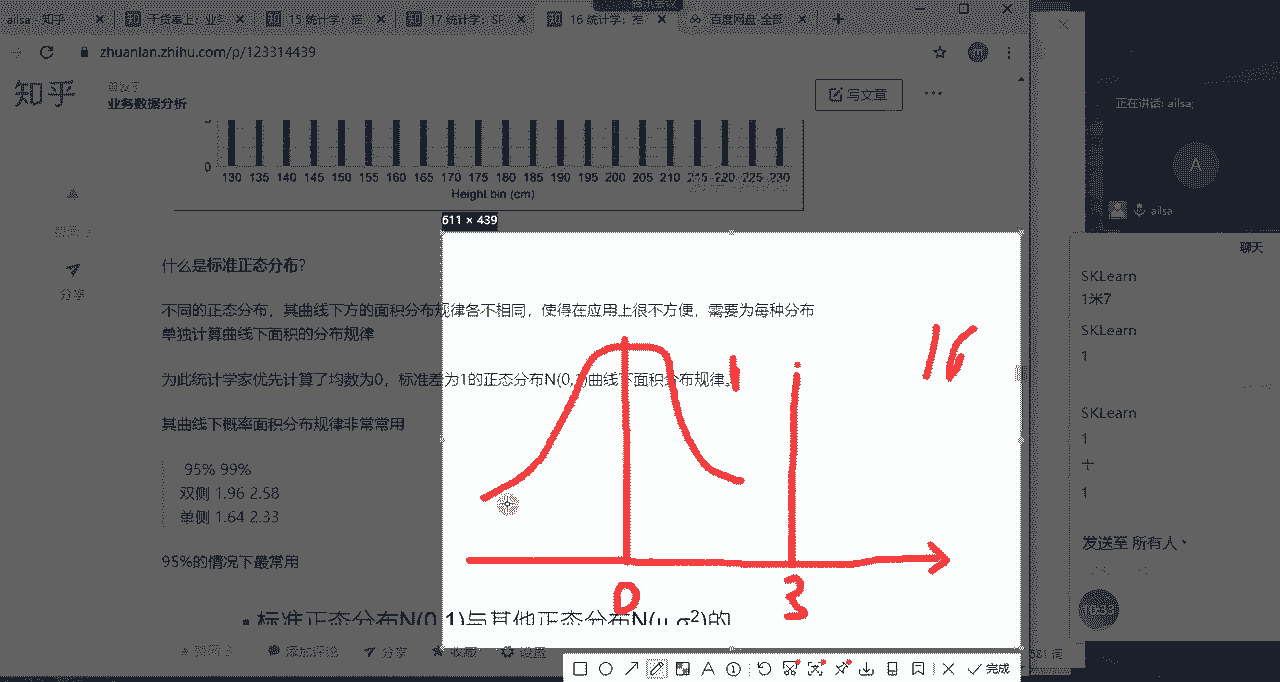 ailsa - 知乎
干货奉上：业务
15 统计学：推
17 统计学：SP
16 统计学：推
百度网盘-全部
zhuanlan.zhihu.com/p/123314439
知乎
业务数据分析
写文章
正在讲话: ailsa;
A
ailsa
0
130 135 140 145 150 155 160 165 170 175 180 185 190 195 200 205 210 215 220 225 230
Height bin (cm)
611 × 439
什么是标准正态分布?
不同的正态分布，其曲线下方的面积分布规律各不相同，使得在应用上很不方便，需要为每种分布
单独计算曲线下面积的分布规律
为此统计学家优先计算了均数为0，标准差为1的正态分布N(0,1)曲线下面积分布规律。
其曲线下概率面积分布规律非常常用
95% 99%
双侧 1.96 2.58
单侧 1.64 2.33
95%的情况下最常用
1
16
0
3
标准正态分布N(0,1)与其他正态分布N(μ,σ²)的
分享
添加评论
分享
收藏
设置
完成
聊天
SKLearn
1米7
SKLearn
1
SKLearn
1
十
1
发送至 所有人
10:33